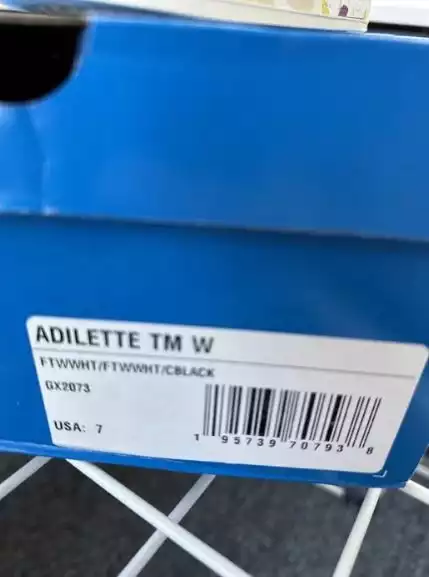 ADILETTE TM W
FTWWHT/FTWWHT/CBLACK
GX2073
USA: 7
1 95739 70793 8